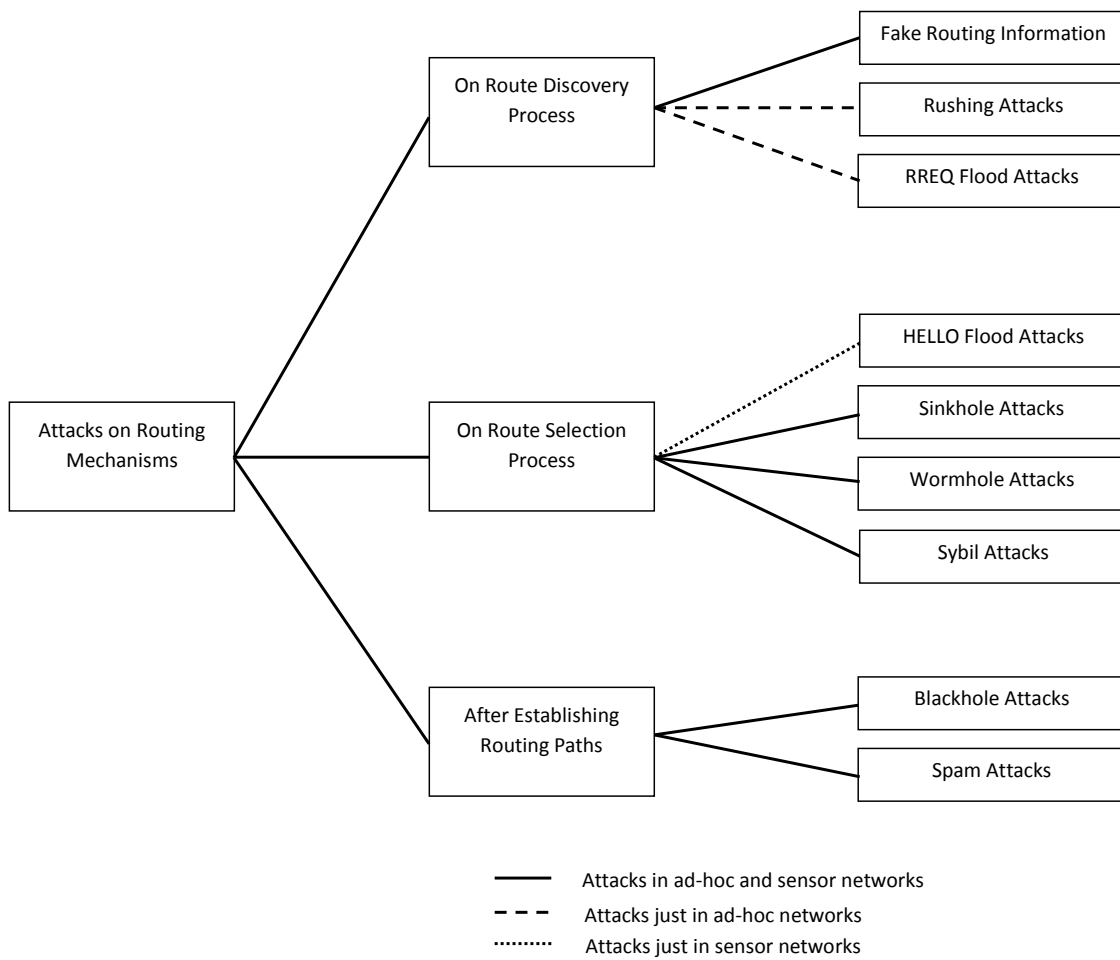 Fake Routing Information
On Route Discovery
Process
Rushing Attacks
RREQ Flood Attacks
HELLO Flood Attacks
Attacks on Routing
Mechanisms
On Route Selection
Process
Sinkhole Attacks
Wormhole Attacks
Sybil Attacks
After Establishing
Routing Paths
Blackhole Attacks
Spam Attacks
Attacks in ad-hoc and sensor networks
Attacks just in ad-hoc networks
Attacks just in sensor networks